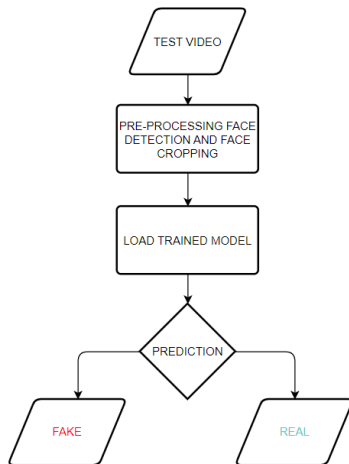 TEST VIDEO
PRE-PROCESSING FACE
DETECTION AND FACE
CROPPING
LOAD TRAINED MODEL
PREDICTION
FAKE
REAL